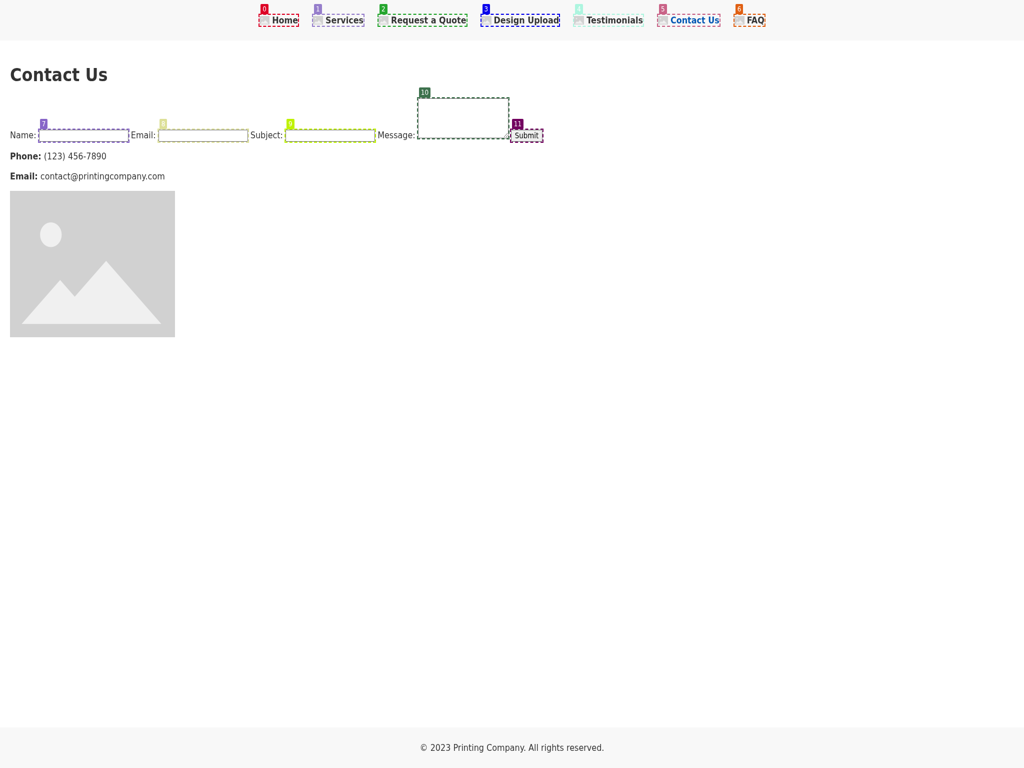 0 1 2 3 4 5 6
Home Services Request a Quote Design Upload Testimonials Contact Us FAQ
Contact Us
10
7 8 9 11
Name: Email: Subject: Message: Submit
Phone: (123) 456-7890
Email: contact@printingcompany.com
© 2023 Printing Company. All rights reserved.